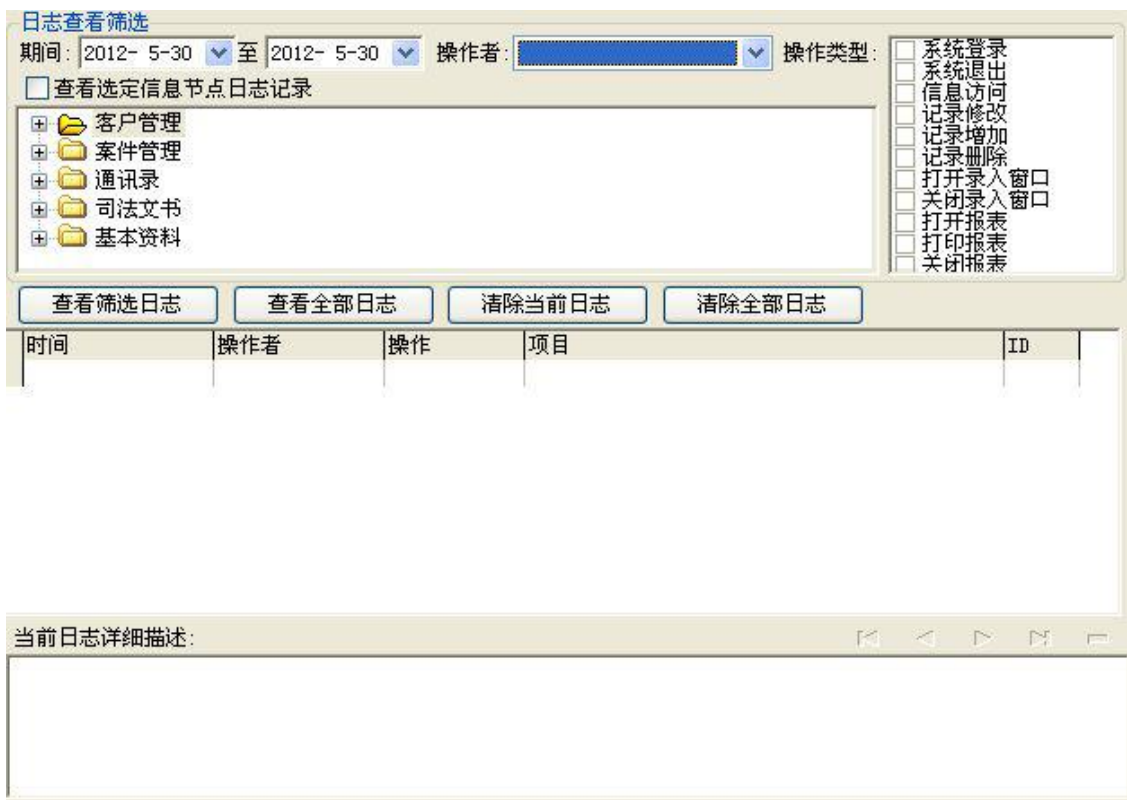 日志查看筛选
期间: 2012- 5-30 至 2012- 5-30 操作者: 操作类型:
查看选定信息节点日志记录
客户管理
案件管理
通讯录
司法文书
基本资料
系统登录
系统退出
信息访问
记录修改
记录增加
记录删除
打开录入窗口
关闭录入窗口
打开报表
打印报表
关闭报表
查看筛选日志 查看全部日志 清除当前日志 清除全部日志
时间 操作者 操作 项目 ID
当前日志详细描述: